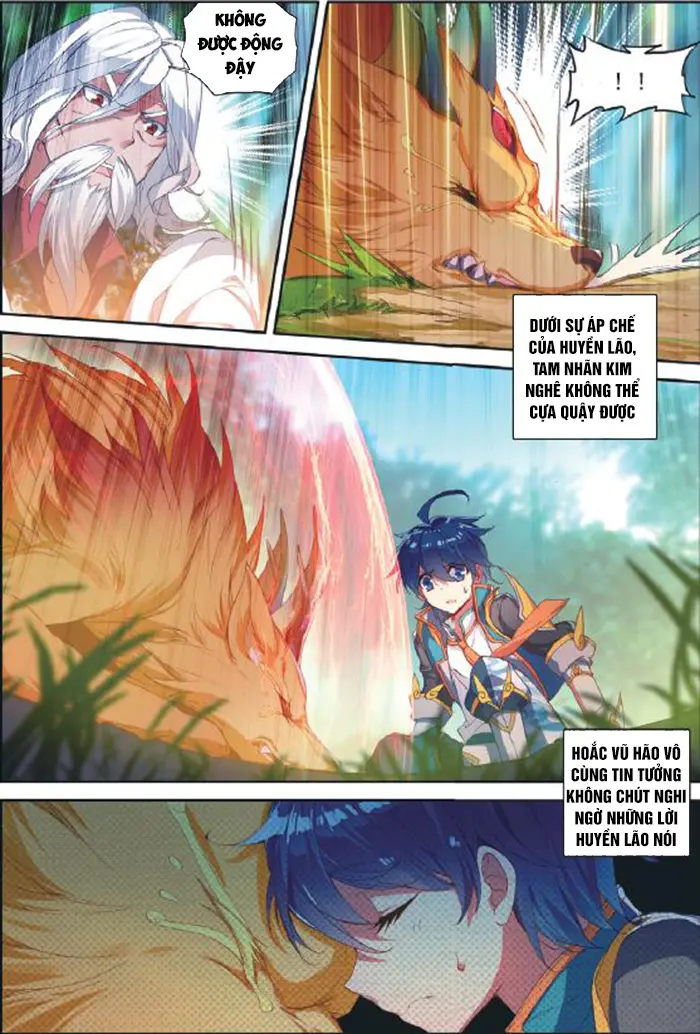 KHÔNG
ĐƯỢC ĐỘNG
ĐẬY
! !
DƯỚI SỰ ÁP CHẾ
CỦA HUYỀN LÃO,
TAM NHÃN KIM
NGHÊ KHÔNG THỂ
CỰA QUẬY ĐƯỢC
HOẮC VŨ HÃO VÔ
CÙNG TIN TƯỞNG
KHÔNG CHÚT NGHI
NGỜ NHỮNG LỜI
HUYỀN LÃO NÓI